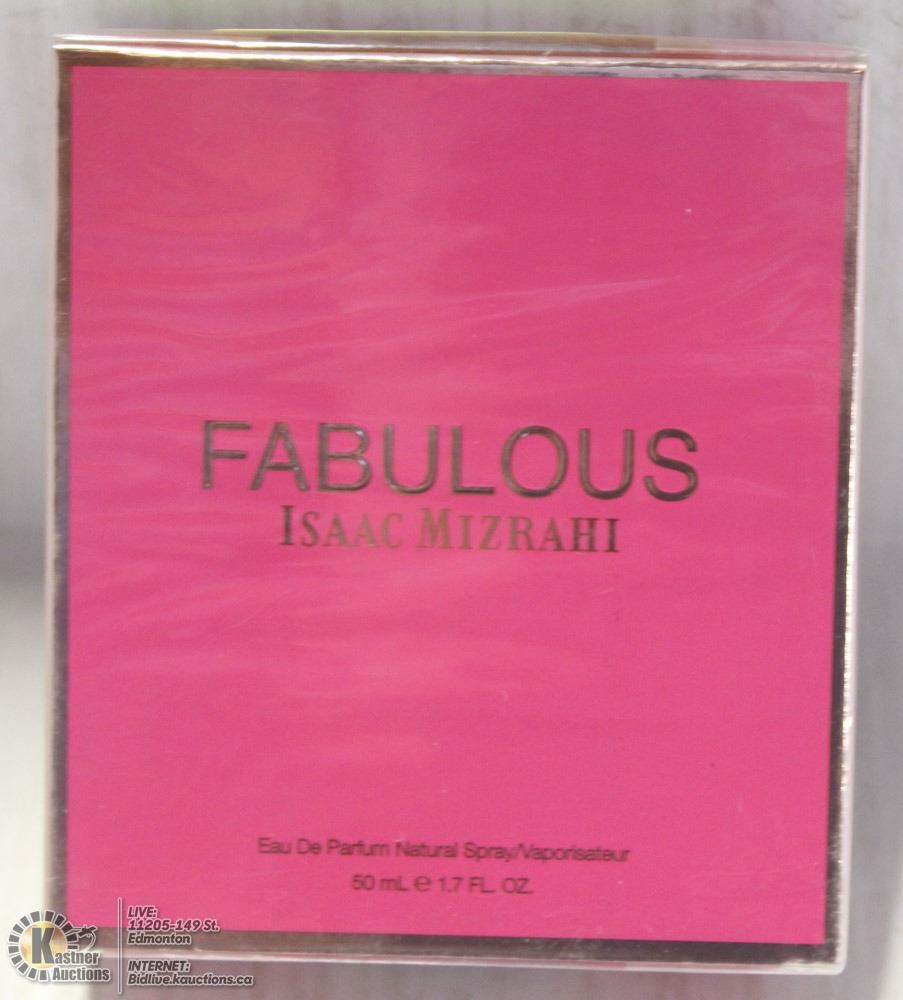 FABULOUS
ISAAC MIZRAHI
Eau De Parfum Natural Spray/Vaporisateur
50 mL e 1.7 FL. OZ.
Kastner
Auctions
LIVE:
11205-149 St.
Edmonton
INTERNET:
Bidlive.kauctions.ca